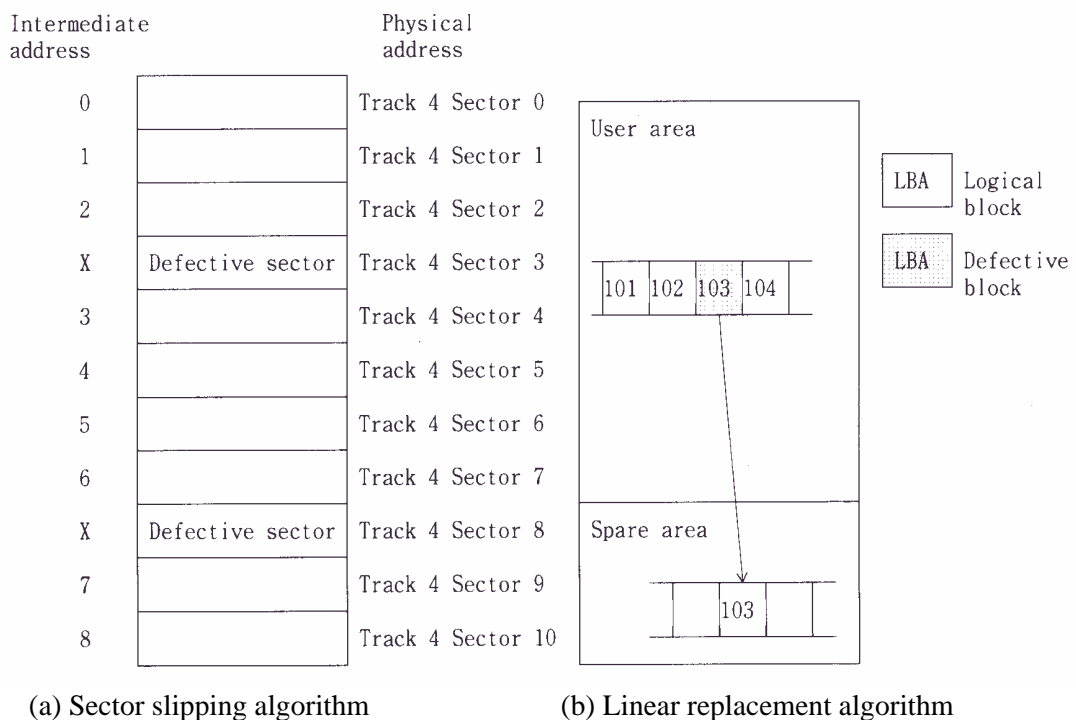 Intermediate address
Physical address
0 Track 4 Sector 0
1 Track 4 Sector 1
2 Track 4 Sector 2
X Defective sector Track 4 Sector 3
3 Track 4 Sector 4
4 Track 4 Sector 5
5 Track 4 Sector 6
6 Track 4 Sector 7
X Defective sector Track 4 Sector 8
7 Track 4 Sector 9
8 Track 4 Sector 10
(a) Sector slipping algorithm
User area
101 102 103 104
Spare area
103
LBA Logical block
LBA Defective block
(b) Linear replacement algorithm